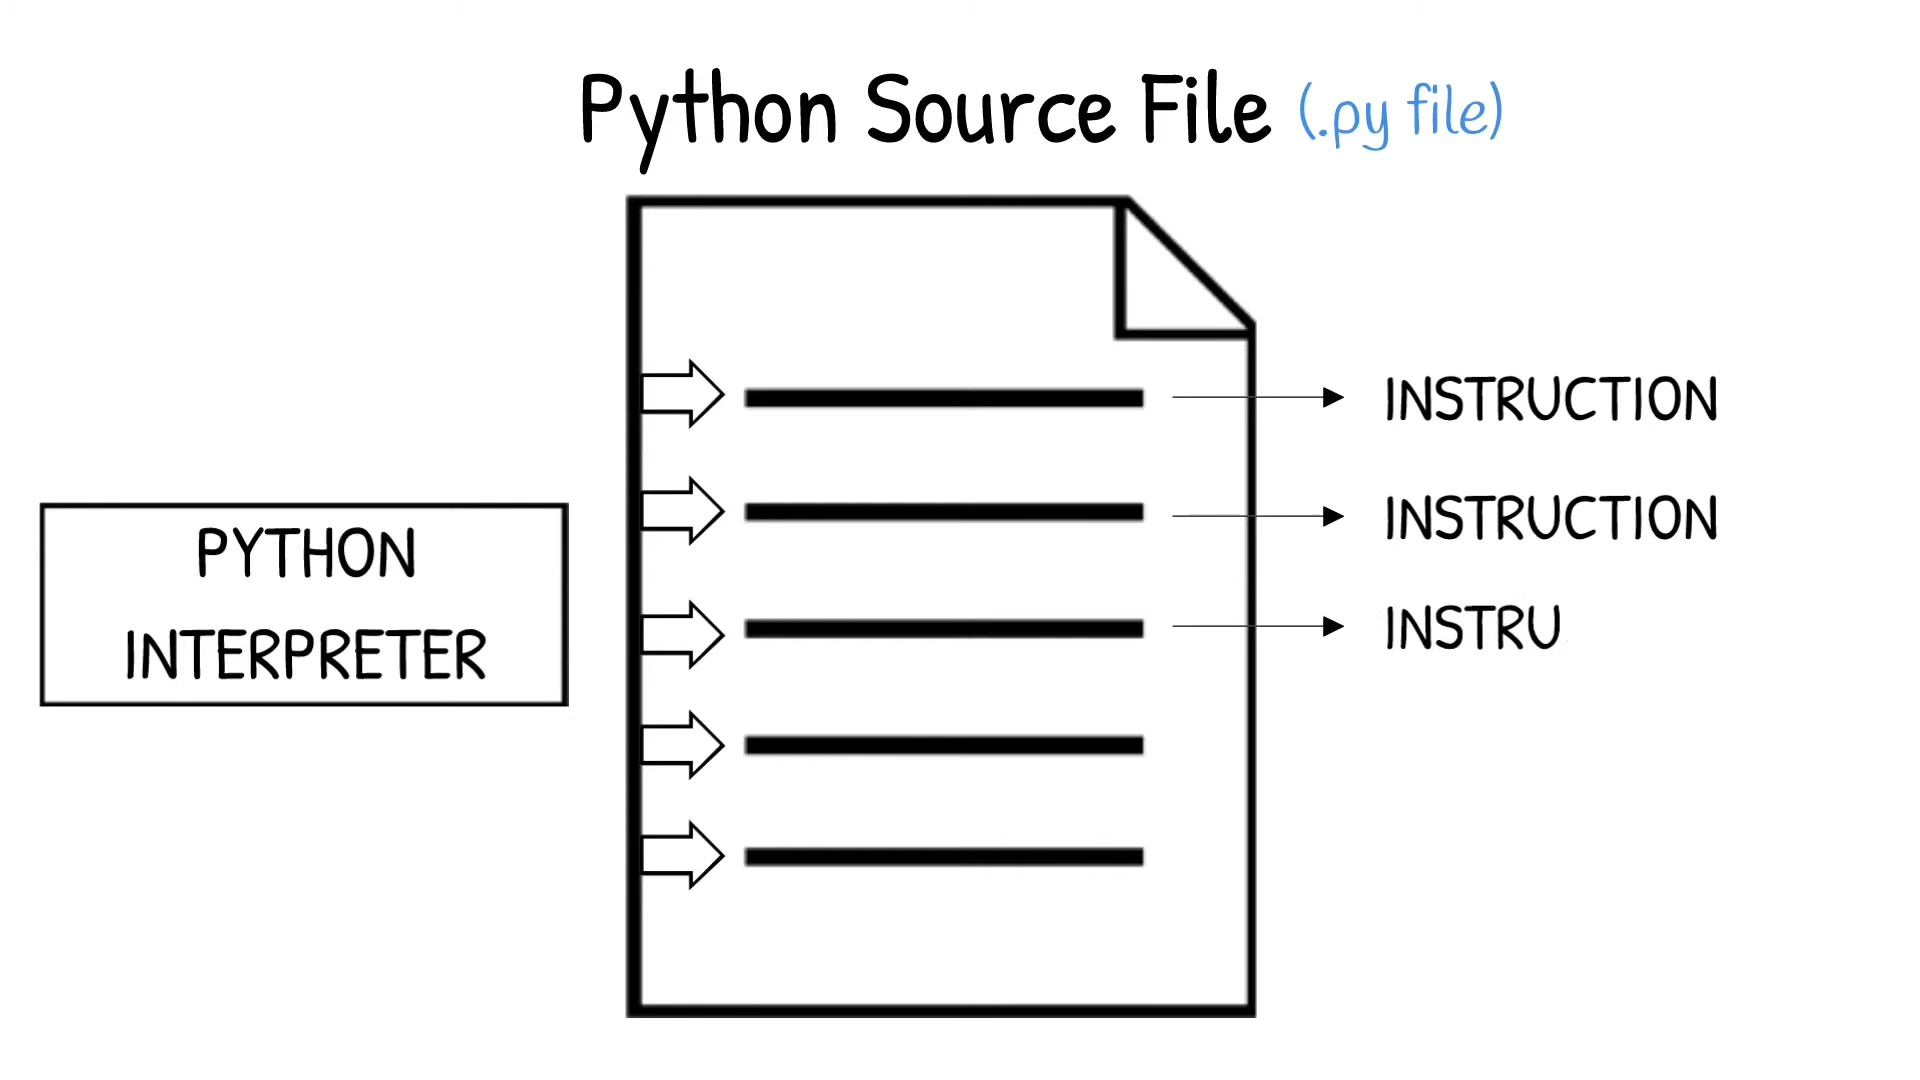 Python Source File (.py file)
INSTRUCTION
INSTRUCTION
PYTHON
INTERPRETER
INSTRU